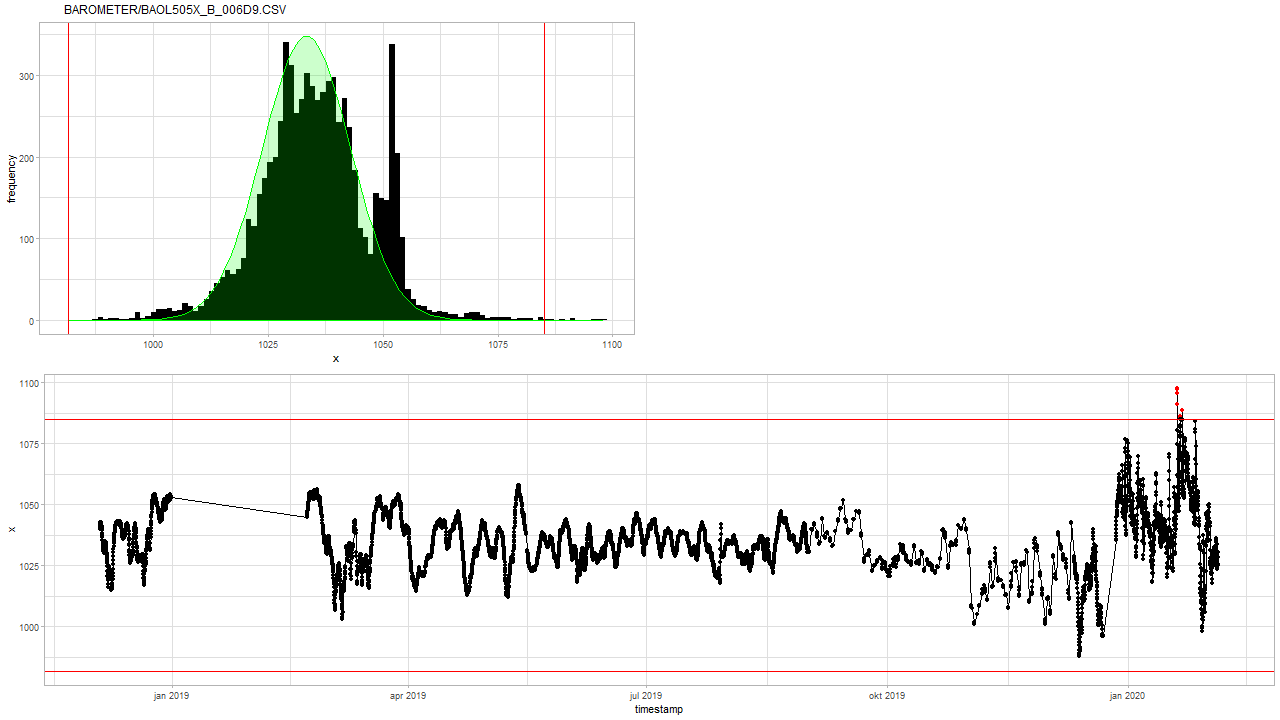 BAROMETER/BAOL505X_B_006D9.CSV
300
200
100
0
frequency
1000 1025 1050 1075 1100
x
1100
1075
1050
1025
1000
x
jan 2019 apr 2019 jul 2019 okt 2019 jan 2020
timestamp